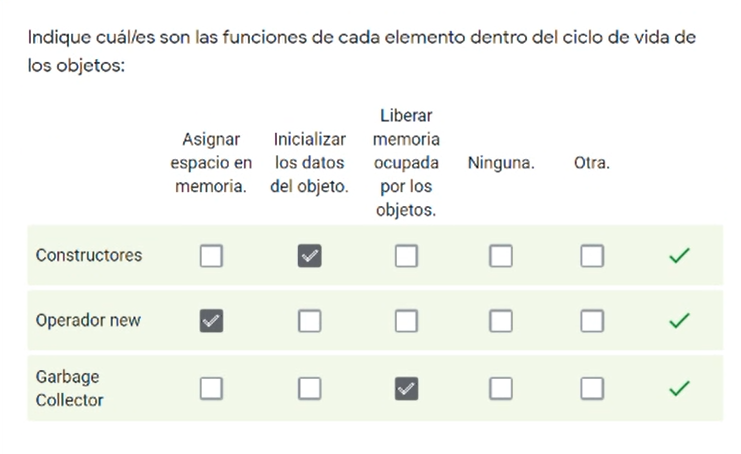 Indique cuál/es son las funciones de cada elemento dentro del ciclo de vida de
los objetos:
Asignar espacio en memoria.
Inicializar los datos del objeto.
Liberar memoria ocupada por los objetos.
Ninguna.
Otra.
Constructores
Operador new
Garbage
Collector